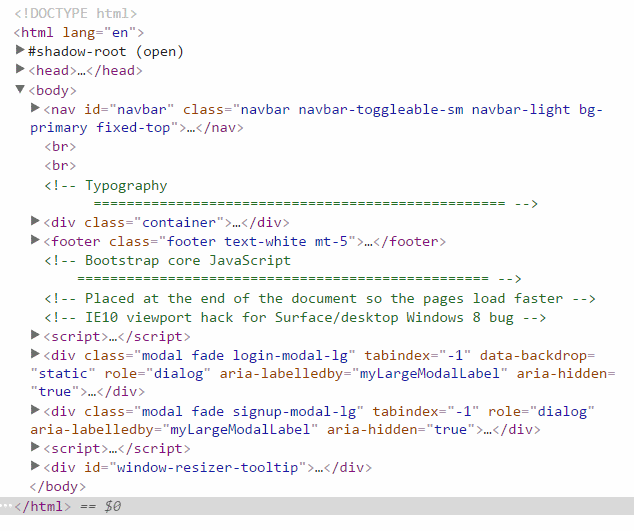 <!DOCTYPE html>
<html lang="en">
▶#shadow-root (open)
▶<head>…</head>
▼<body>
▶<nav id="navbar" class="navbar navbar-toggleable-sm navbar-light bg-
primary fixed-top">…</nav>
<br>
<br>
<!-- Typography
================================================== -->
▶<div class="container">…</div>
▶<footer class="footer text-white mt-5">…</footer>
<!-- Bootstrap core JavaScript
================================================== -->
<!-- Placed at the end of the document so the pages load faster -->
<!-- IE10 viewport hack for Surface/desktop Windows 8 bug -->
▶<script>…</script>
▶<div class="modal fade login-modal-lg" tabindex="-1" data-backdrop=
"static" role="dialog" aria-labelledby="myLargeModalLabel" aria-hidden=
"true">…</div>
▶<div class="modal fade signup-modal-lg" tabindex="-1" role="dialog"
aria-labelledby="myLargeModalLabel" aria-hidden="true">…</div>
▶<script>…</script>
▶<div id="window-resizer-tooltip">…</div>
</body>
…</html> == $0